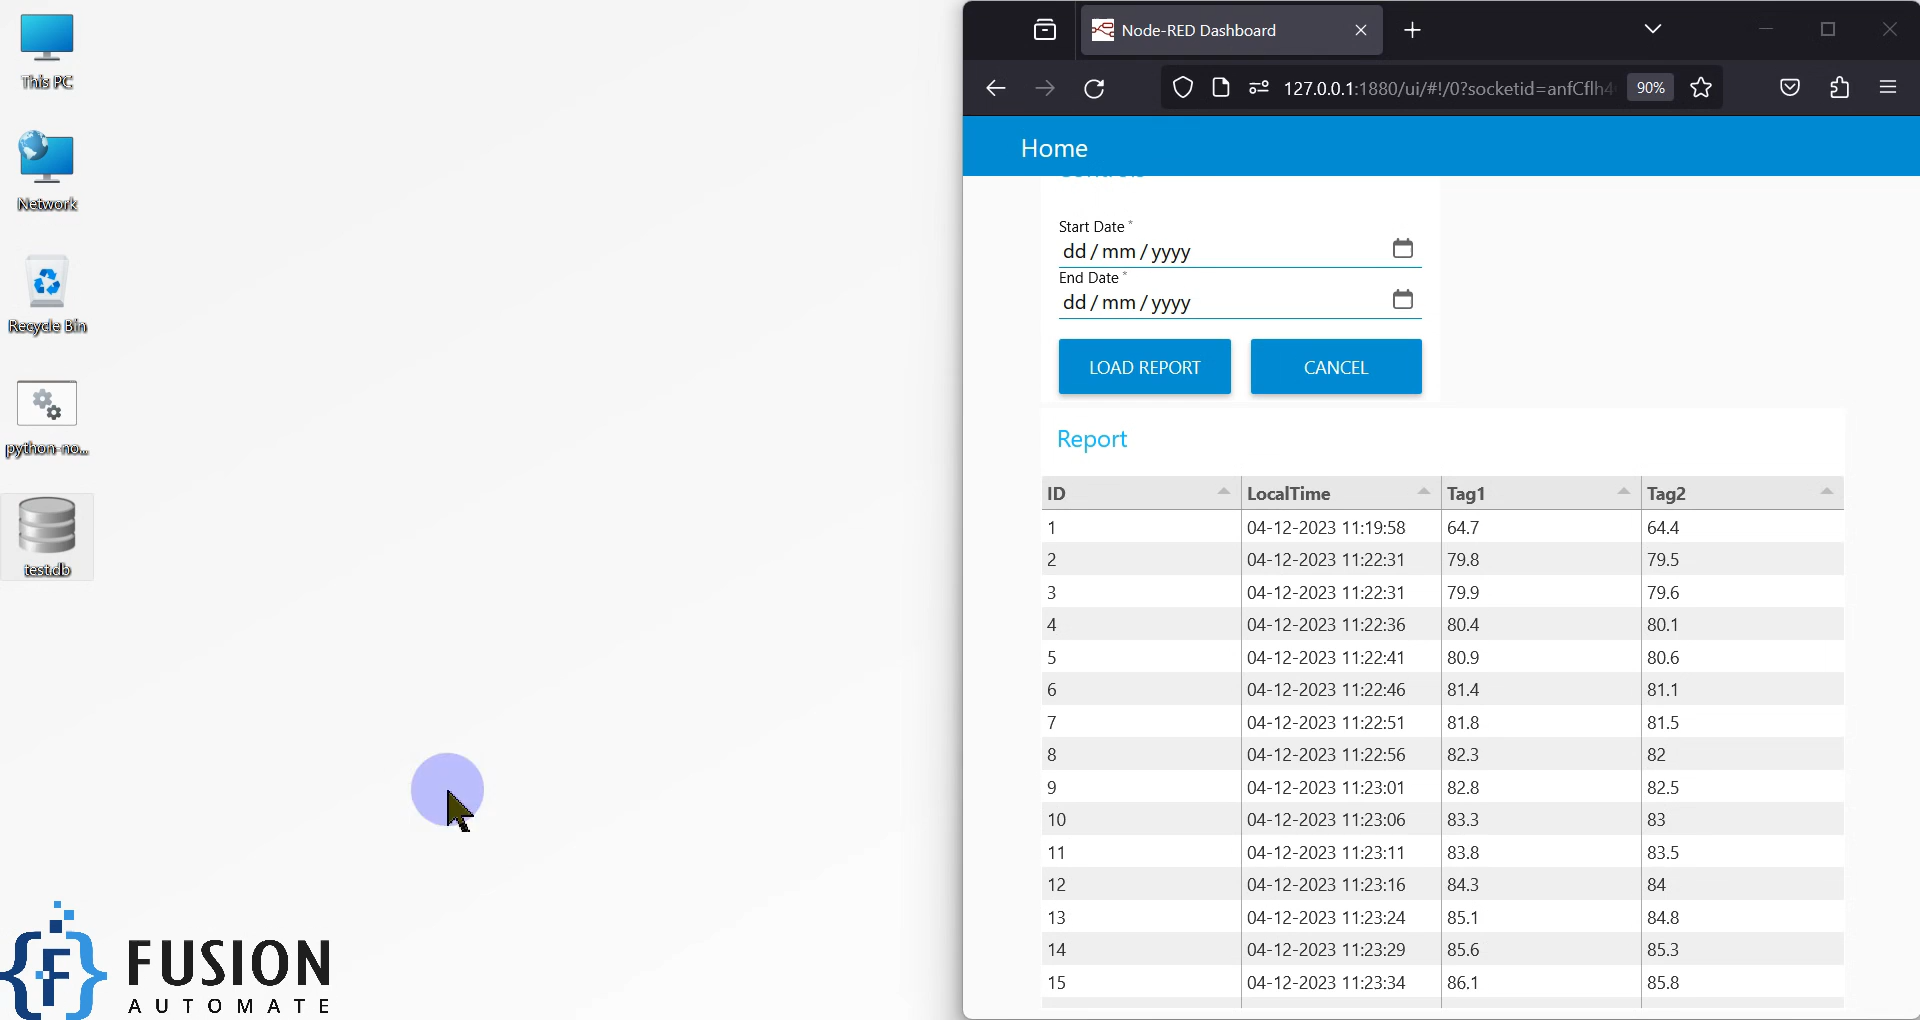 This PC
Network
Recycle Bin
python-no...
test.db
FUSION
AUTOMATE
Node-RED Dashboard
127.0.0.1:1880/ui/#!/0?socketid=anfCflh4
90%
Home
Controls
Start Date *
dd / mm / yyyy
End Date *
dd / mm / yyyy
LOAD REPORT CANCEL
Report
ID LocalTime Tag1 Tag2
1 04-12-2023 11:19:58 64.7 64.4
2 04-12-2023 11:22:31 79.8 79.5
3 04-12-2023 11:22:31 79.9 79.6
4 04-12-2023 11:22:36 80.4 80.1
5 04-12-2023 11:22:41 80.9 80.6
6 04-12-2023 11:22:46 81.4 81.1
7 04-12-2023 11:22:51 81.8 81.5
8 04-12-2023 11:22:56 82.3 82
9 04-12-2023 11:23:01 82.8 82.5
10 04-12-2023 11:23:06 83.3 83
11 04-12-2023 11:23:11 83.8 83.5
12 04-12-2023 11:23:16 84.3 84
13 04-12-2023 11:23:24 85.1 84.8
14 04-12-2023 11:23:29 85.6 85.3
15 04-12-2023 11:23:34 86.1 85.8